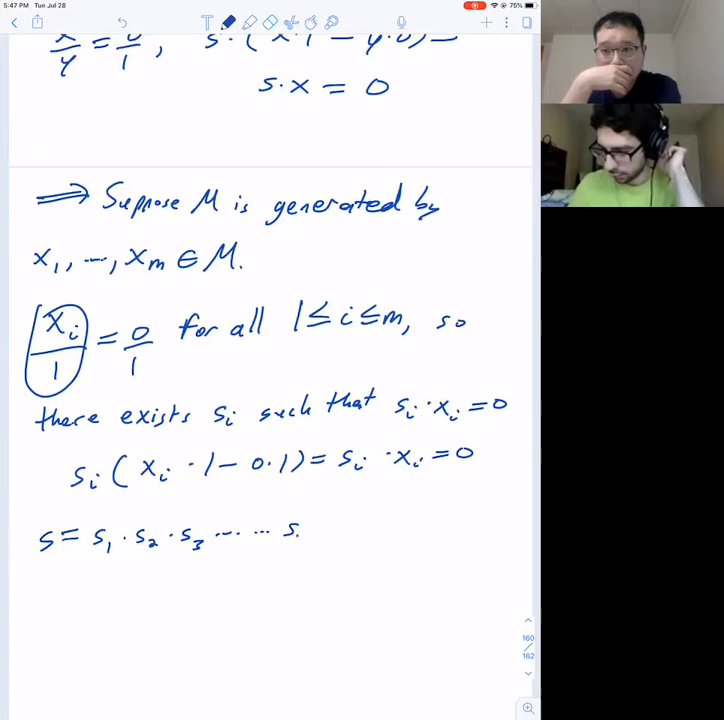 5:47 PM Tue Jul 28
75%
s · x = 0
⟹ Suppose M is generated by
x₁, ..., xₘ ∈ M.
xᵢ/1 = 0/1 for all 1 ≤ i ≤ m, so
there exists sᵢ such that sᵢ · xᵢ = 0
sᵢ ( xᵢ · 1 − 0 · 1) = sᵢ · xᵢ = 0
s = s₁ · s₂ · s₃ ... ... s.
160
162